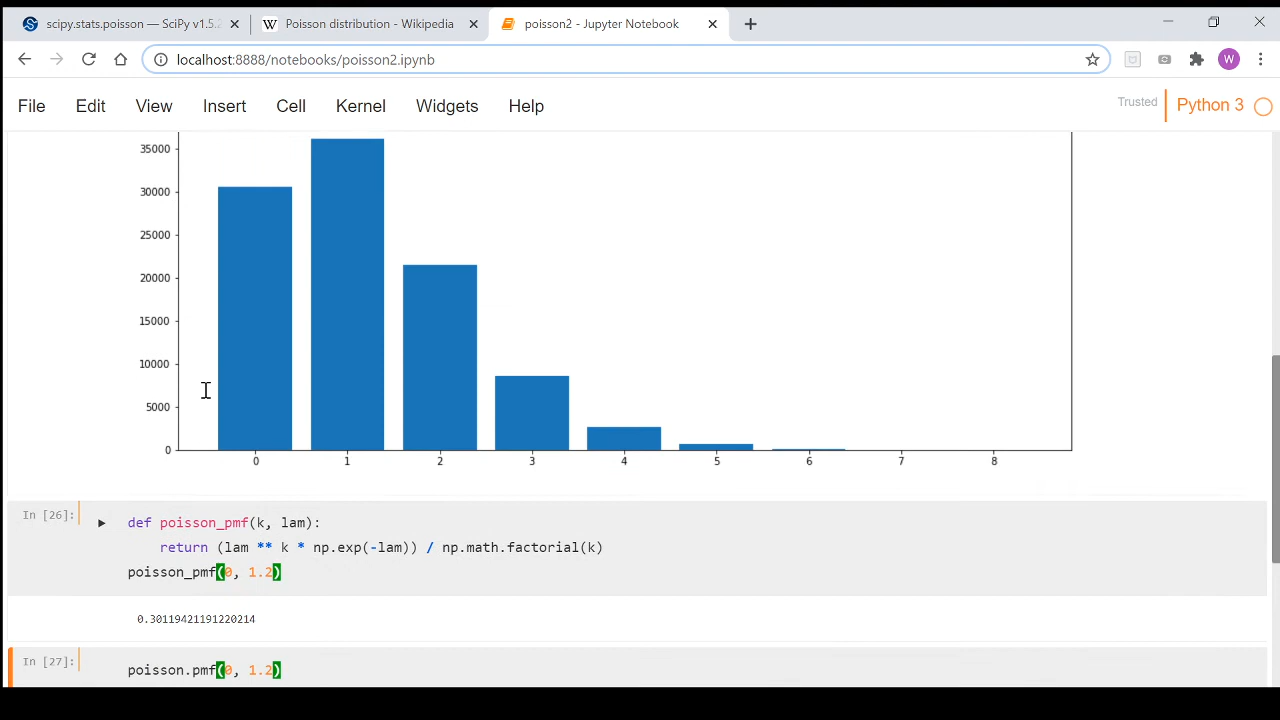 scipy.stats.poisson — SciPy v1.5.2
Poisson distribution - Wikipedia
poisson2 - Jupyter Notebook
localhost:8888/notebooks/poisson2.ipynb
W
File Edit View Insert Cell Kernel Widgets Help
Trusted
Python 3
35000
30000
25000
20000
15000
10000
5000
0
0 1 2 3 4 5 6 7 8
In [26]:
def poisson_pmf(k, lam):
return (lam ** k * np.exp(-lam)) / np.math.factorial(k)
poisson_pmf(0, 1.2)
0.30119421191220214
In [27]:
poisson.pmf(0, 1.2)